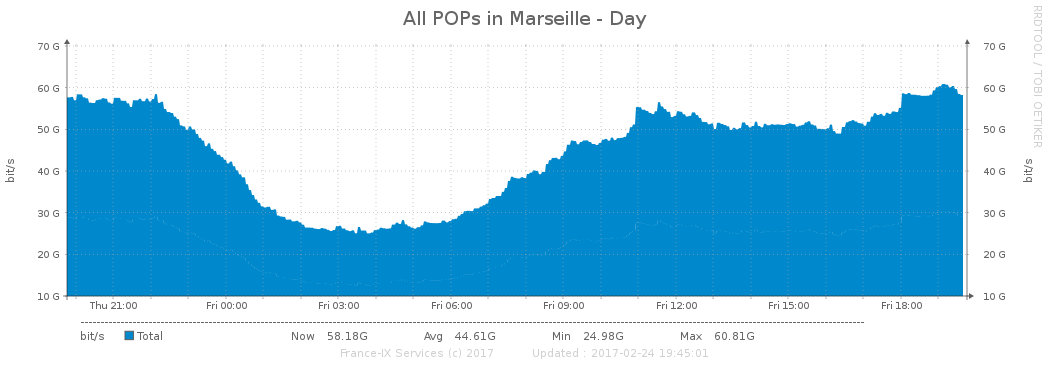 All POPs in Marseille - Day
RRDTOOL / TOBI OETIKER
bit/s
70 G
60 G
50 G
40 G
30 G
20 G
10 G
70 G
60 G
50 G
40 G
30 G
20 G
10 G
bit/s
Thu 21:00 Fri 00:00 Fri 03:00 Fri 06:00 Fri 09:00 Fri 12:00 Fri 15:00 Fri 18:00
bit/s Total Now 58.18G Avg 44.61G Min 24.98G Max 60.81G
France-IX Services (c) 2017 Updated : 2017-02-24 19:45:01